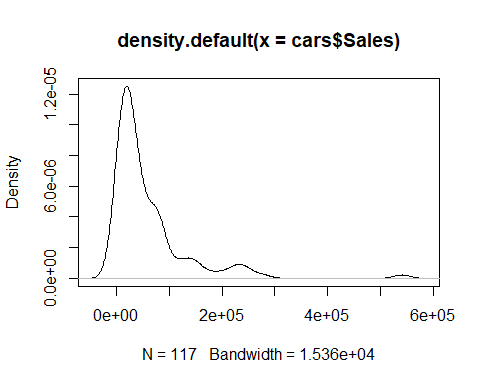 density.default(x = cars$Sales)
Density
1.2e-05
6.0e-06
0.0e+00
0e+00 2e+05 4e+05 6e+05
N = 117 Bandwidth = 1.536e+04